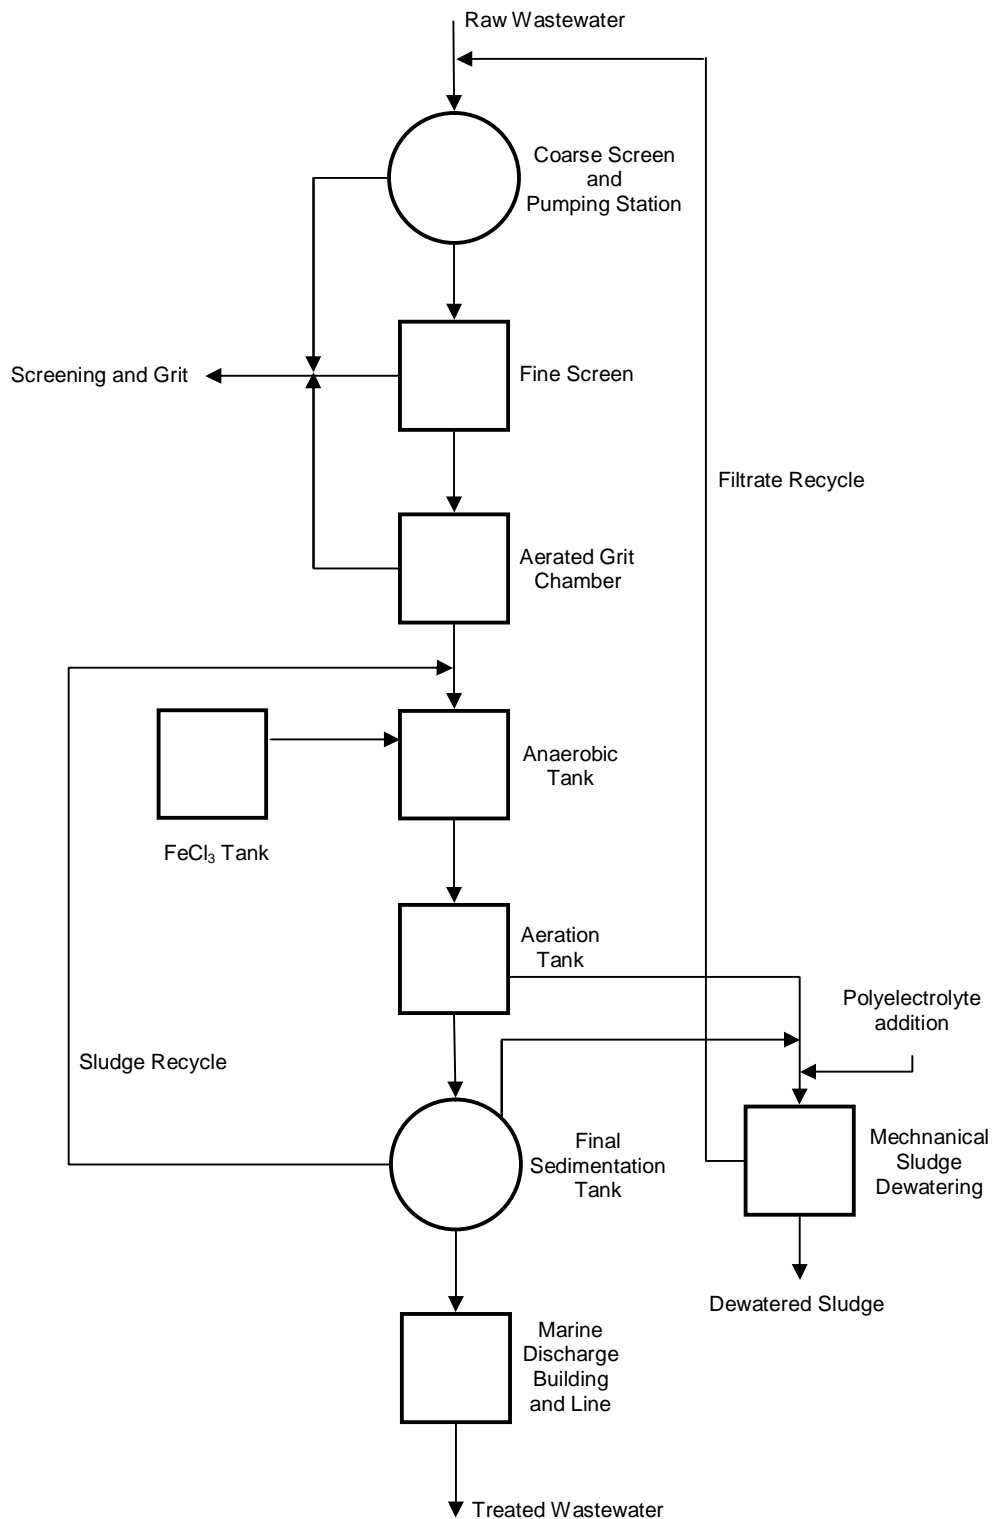 Raw Wastewater
Coarse Screen
and
Pumping Station
Screening and Grit
Fine Screen
Filtrate Recycle
Aerated Grit
Chamber
Anaerobic
Tank
FeCl₃ Tank
Aeration
Tank
Polyelectrolyte
addition
Sludge Recycle
Final
Sedimentation
Tank
Mechnanical
Sludge
Dewatering
Dewatered Sludge
Marine
Discharge
Building
and Line
Treated Wastewater